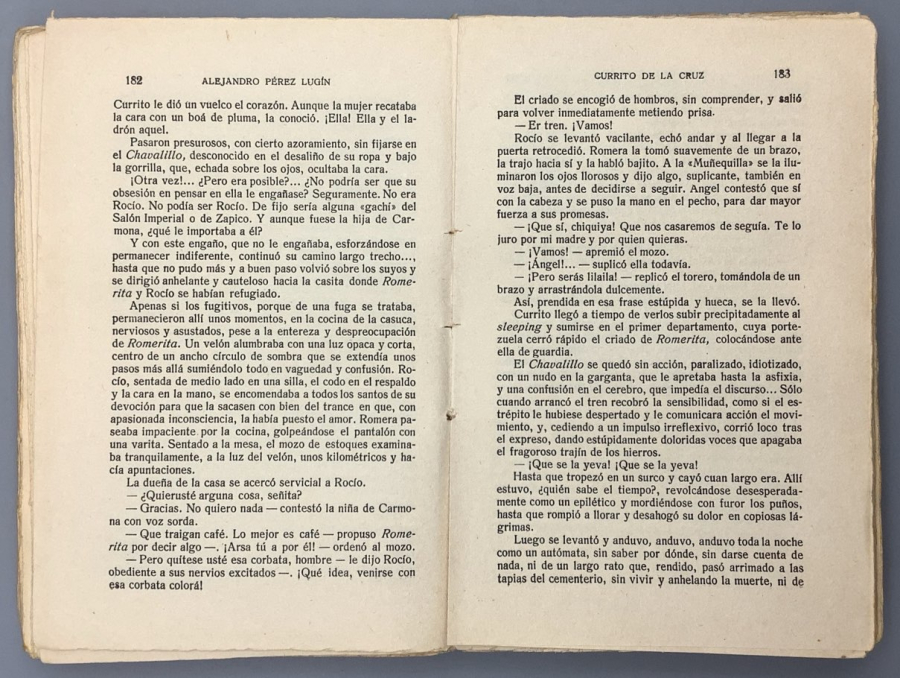 182 ALEJANDRO PÉREZ LUGÍN
Currito le dió un vuelco el corazón. Aunque la mujer recataba
la cara con un boá de pluma, la conoció. ¡Ella! Ella y el la-
drón aquel.
Pasaron presurosos, con cierto azoramiento, sin fijarse en
el Chavalillo, desconocido en el desaliño de su ropa y bajo
la gorrilla, que, echada sobre los ojos, ocultaba la cara.
¡Otra vez!... ¿Pero era posible?... ¿No podría ser que su
obsesión en pensar en ella le engañase? Seguramente. No era
Rocío. No podía ser Rocío. De fijo sería alguna «gachí» del
Salón Imperial o de Zapico. Y aunque fuese la hija de Car-
mona, ¿qué le importaba a él?
Y con este engaño, que no le engañaba, esforzándose en
permanecer indiferente, continuó su camino largo trecho...,
hasta que no pudo más y a buen paso volvió sobre los suyos y
se dirigió anhelante y cauteloso hacia la casita donde Rome-
rita y Rocío se habían refugiado.
Apenas si los fugitivos, porque de una fuga se trataba,
permanecieron allí unos momentos, en la cocina de la casuca,
nerviosos y asustados, pese a la entereza y despreocupación
de Romerita. Un velón alumbraba con una luz opaca y corta,
centro de un ancho círculo de sombra que se extendía unos
pasos más allá sumiéndolo todo en vaguedad y confusión. Ro-
cío, sentada de medio lado en una silla, el codo en el respaldo
y la cara en la mano, se encomendaba a todos los santos de su
devoción para que la sacasen con bien del trance en que, con
apasionada inconsciencia, la había puesto el amor. Romera pa-
seaba impaciente por la cocina, golpeándose el pantalón con
una varita. Sentado a la mesa, el mozo de estoques examina-
ba tranquilamente, a la luz del velón, unos kilométricos y ha-
cía apuntaciones.
La dueña de la casa se acercó servicial a Rocío.
— ¿Quierusté arguna cosa, señita?
— Gracias. No quiero nada — contestó la niña de Carmo-
na con voz sorda.
— Que traigan café. Lo mejor es café — propuso Rome-
rita por decir algo —. ¡Arsa tú a por él! — ordenó al mozo.
— Pero quítese usté esa corbata, hombre — le dijo Rocío,
obediente a sus nervios excitados —. ¡Qué idea, venirse con
esa corbata colorá!
CURRITO DE LA CRUZ 183
El criado se encogió de hombros, sin comprender, y salió
para volver inmediatamente metiendo prisa.
— Er tren. ¡Vamos!
Rocío se levantó vacilante, echó andar y al llegar a la
puerta retrocedió. Romera la tomó suavemente de un brazo,
la trajo hacia sí y la habló bajito. A la «Muñequilla» se la ilu-
minaron los ojos llorosos y dijo algo, suplicante, también en
voz baja, antes de decidirse a seguir. Angel contestó que sí
con la cabeza y se puso la mano en el pecho, para dar mayor
fuerza a sus promesas.
— ¡Que sí, chiquiya! Que nos casaremos de seguía. Te lo
juro por mi madre y por quien quieras.
— ¡Vamos! — apremió el mozo.
— ¡Ángel!... — suplicó ella todavía.
— ¡Pero serás lilaila! — replicó el torero, tomándola de un
brazo y arrastrándola dulcemente.
Así, prendida en esa frase estúpida y hueca, se la llevó.
Currito llegó a tiempo de verlos subir precipitadamente al
sleeping y sumirse en el primer departamento, cuya porte-
zuela cerró rápido el criado de Romerita, colocándose ante
ella de guardia.
El Chavalillo se quedó sin acción, paralizado, idiotizado,
con un nudo en la garganta, que le apretaba hasta la asfixia,
y una confusión en el cerebro, que impedía el discurso... Sólo
cuando arrancó el tren recobró la sensibilidad, como si el es-
trépito le hubiese despertado y le comunicara acción el movi-
miento, y, cediendo a un impulso irreflexivo, corrió loco tras
el expreso, dando estúpidamente doloridas voces que apagaba
el fragoroso trajín de los hierros.
— ¡Que se la yeva! ¡Que se la yeva!
Hasta que tropezó en un surco y cayó cuan largo era. Allí
estuvo, ¿quién sabe el tiempo?, revolcándose desesperada-
mente como un epilético y mordiéndose con furor los puños,
hasta que rompió a llorar y desahogó su dolor en copiosas lá-
grimas.
Luego se levantó y anduvo, anduvo, anduvo toda la noche
como un autómata, sin saber por dónde, sin darse cuenta de
nada, ni de un largo rato que, rendido, pasó arrimado a las
tapias del cementerio, sin vivir y anhelando la muerte, ni de